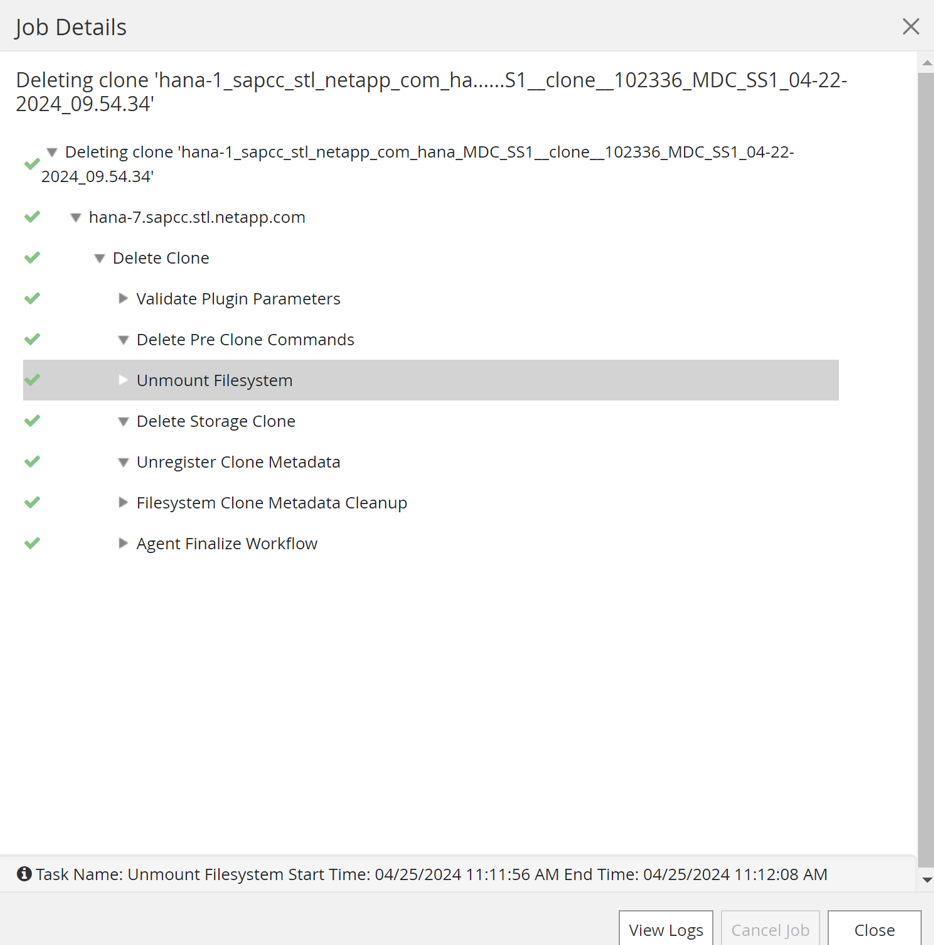 Job Details
Deleting clone 'hana-1_sapcc_stl_netapp_com_ha......S1__clone__102336_MDC_SS1_04-22-
2024_09.54.34'
Deleting clone 'hana-1_sapcc_stl_netapp_com_hana_MDC_SS1__clone__102336_MDC_SS1_04-22-
2024_09.54.34'
hana-7.sapcc.stl.netapp.com
Delete Clone
Validate Plugin Parameters
Delete Pre Clone Commands
Unmount Filesystem
Delete Storage Clone
Unregister Clone Metadata
Filesystem Clone Metadata Cleanup
Agent Finalize Workflow
Task Name: Unmount Filesystem Start Time: 04/25/2024 11:11:56 AM End Time: 04/25/2024 11:12:08 AM
View Logs Cancel Job Close